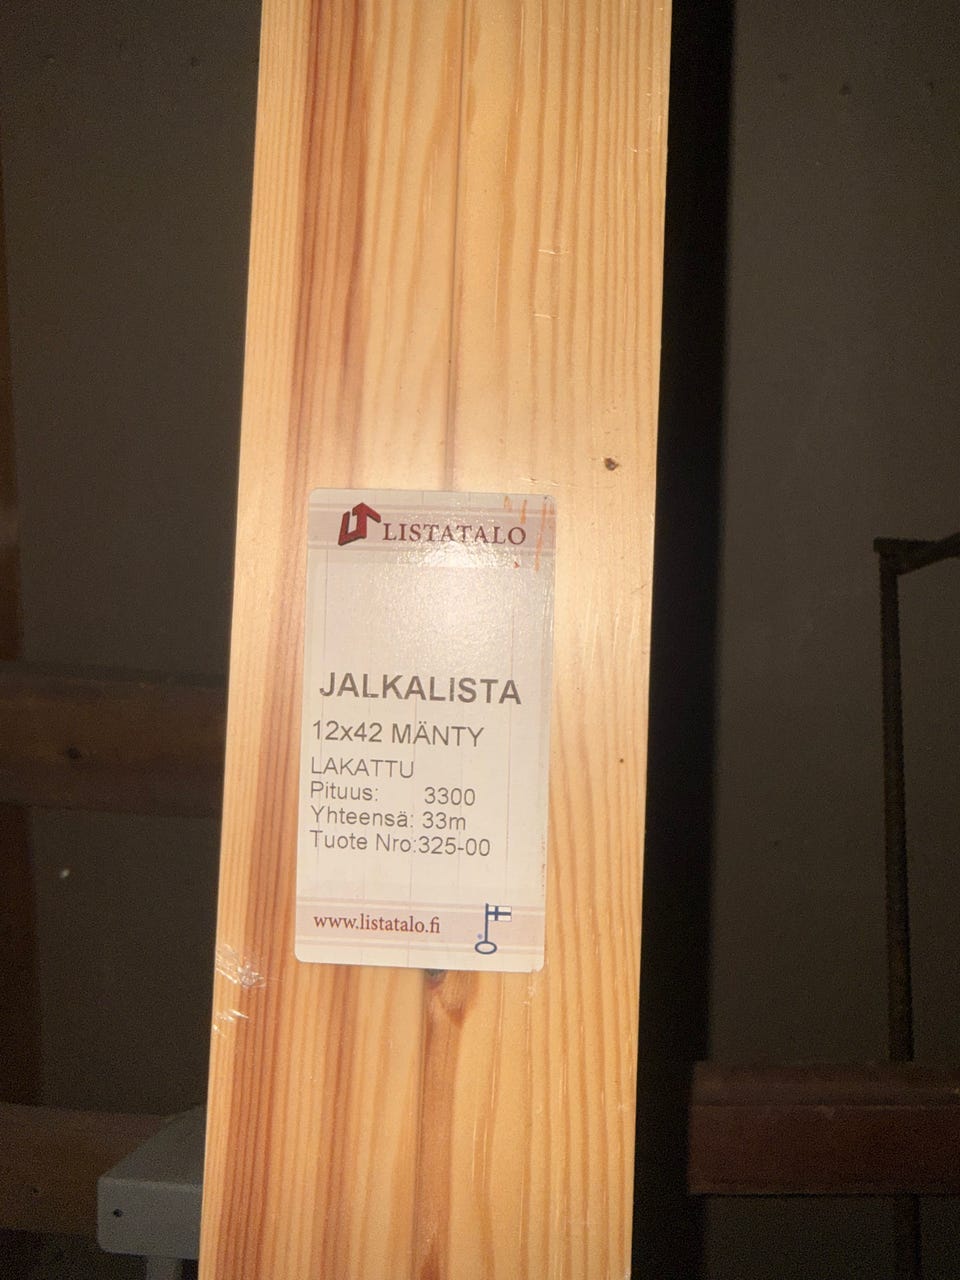 LISTATALO
JALKALISTA
12x42 MÄNTY
LAKATTU
Pituus: 3300
Yhteensä: 33m
Tuote Nro:325-00
www.listatalo.fi